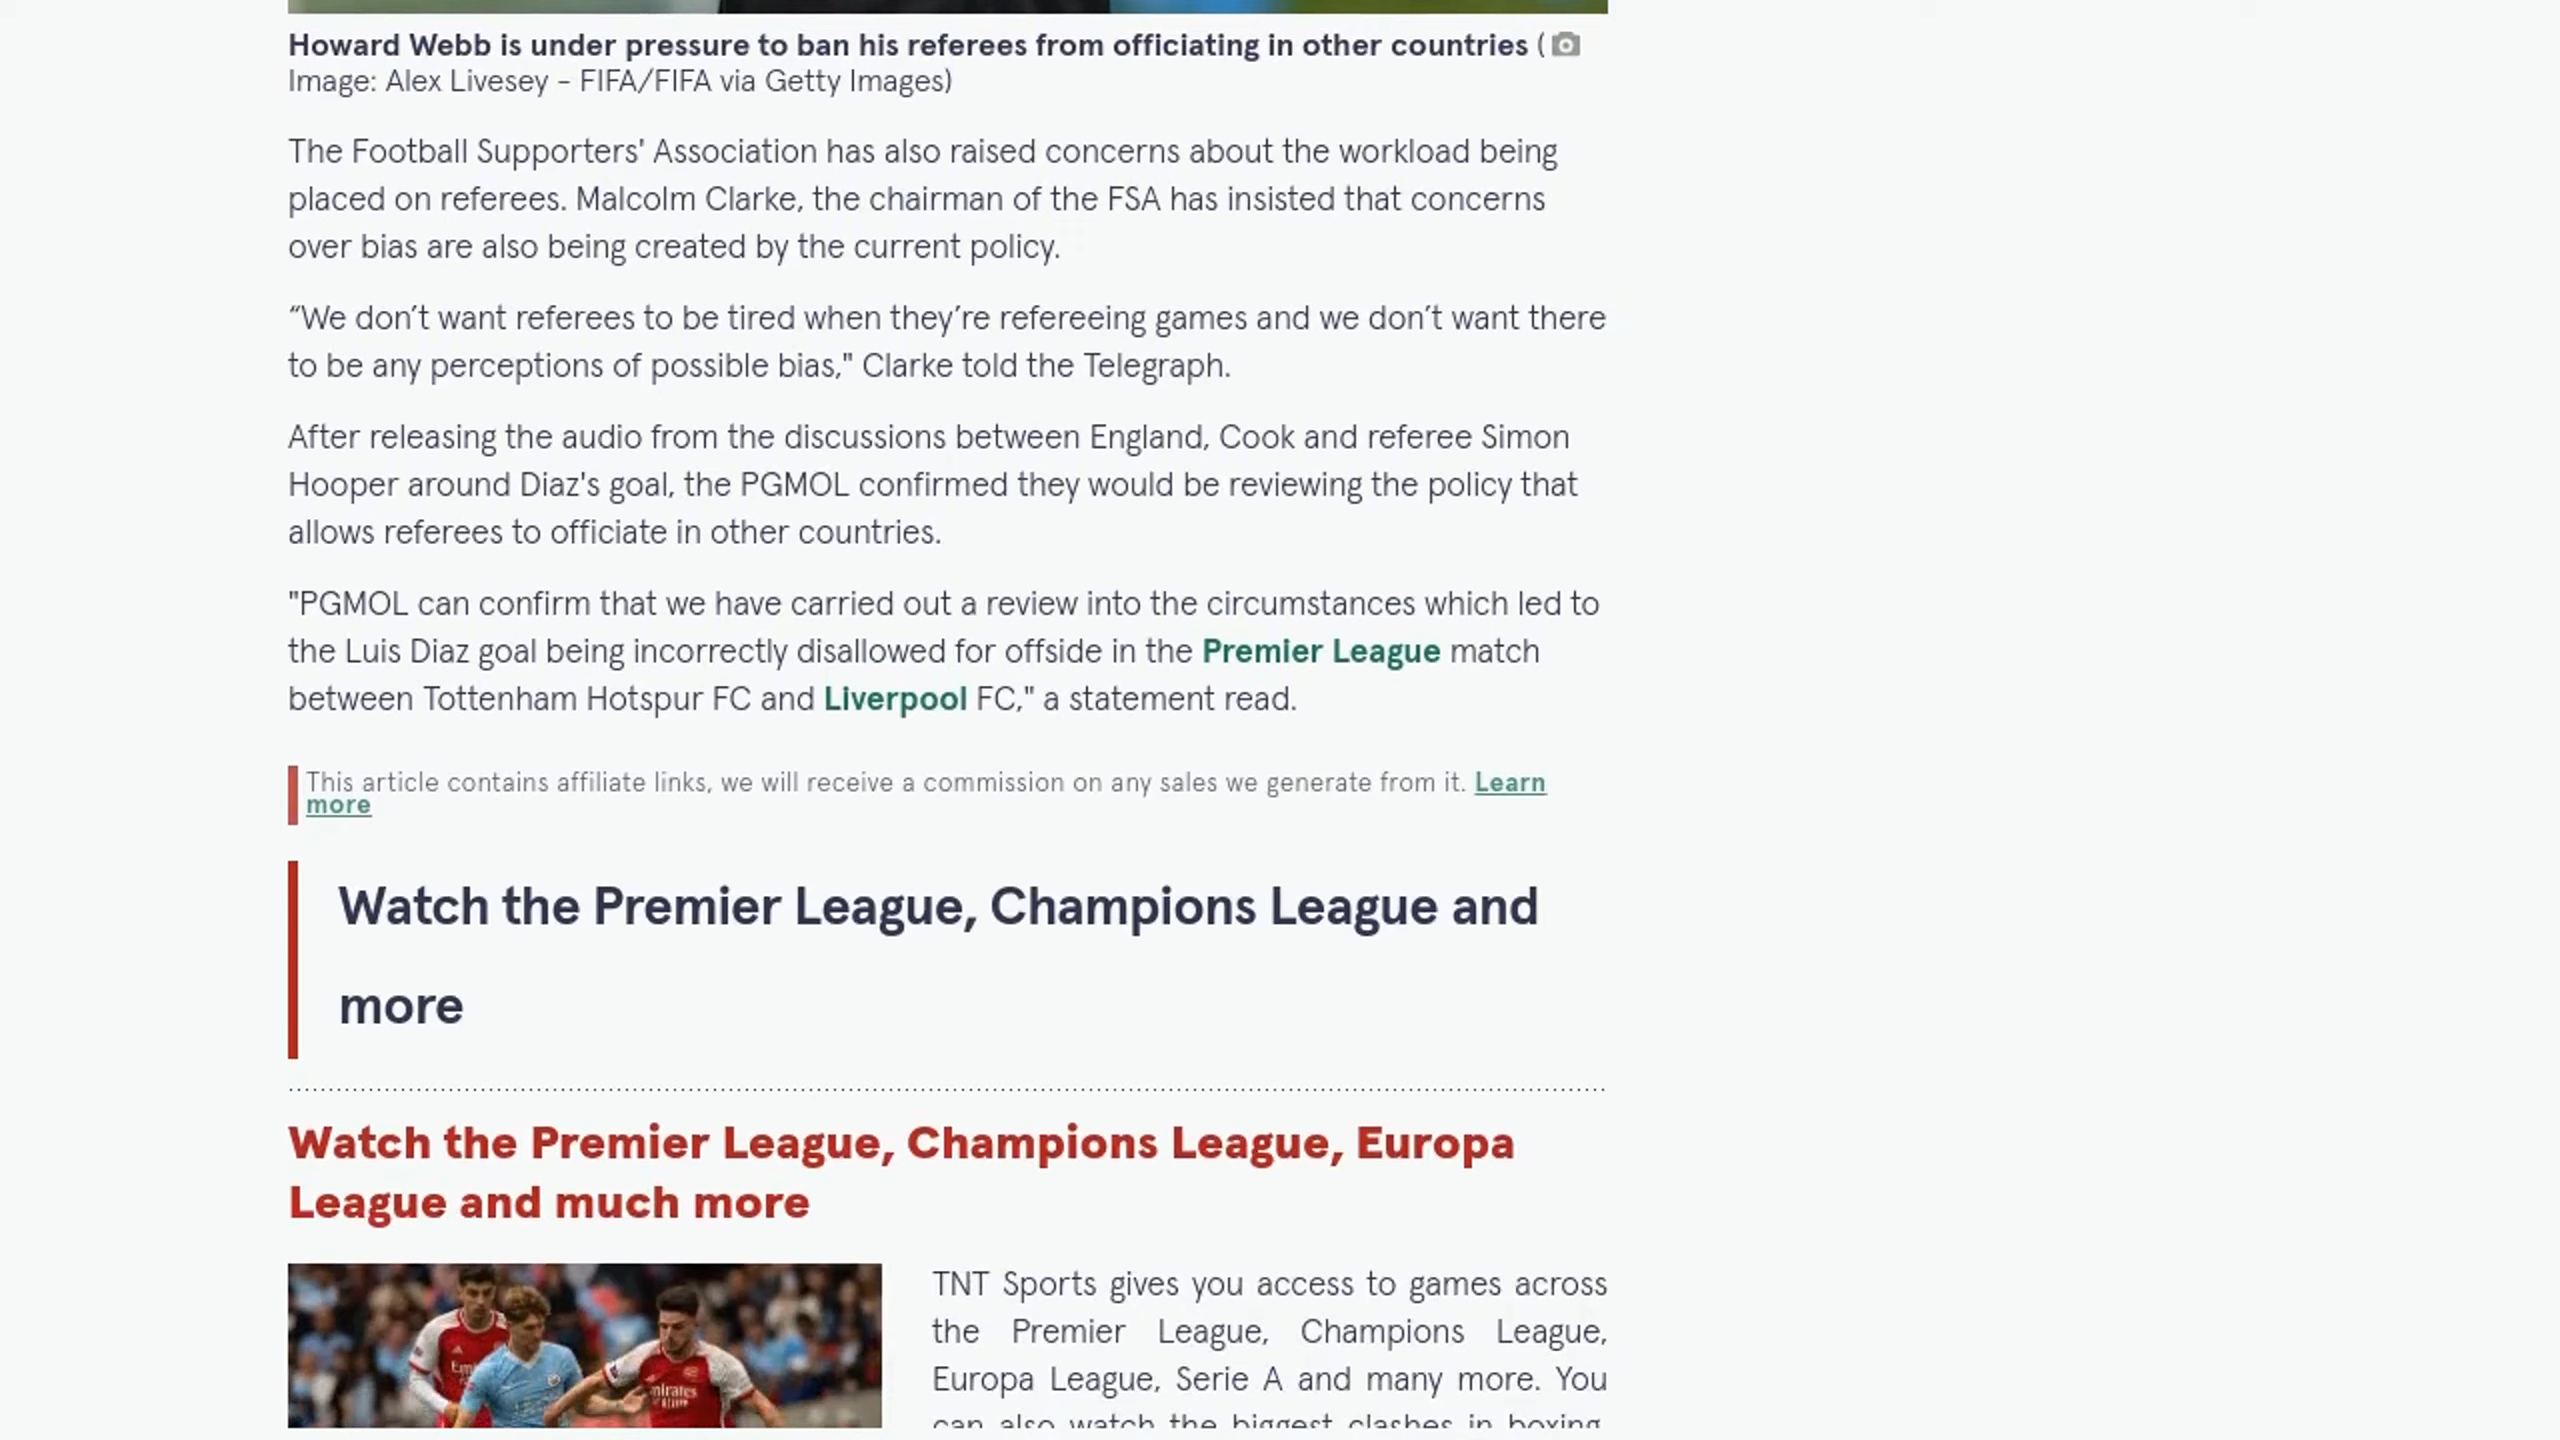 Howard Webb is under pressure to ban his referees from officiating in other countries (
Image: Alex Livesey - FIFA/FIFA via Getty Images)
The Football Supporters' Association has also raised concerns about the workload being
placed on referees. Malcolm Clarke, the chairman of the FSA has insisted that concerns
over bias are also being created by the current policy.
“We don’t want referees to be tired when they’re refereeing games and we don’t want there
to be any perceptions of possible bias," Clarke told the Telegraph.
After releasing the audio from the discussions between England, Cook and referee Simon
Hooper around Diaz's goal, the PGMOL confirmed they would be reviewing the policy that
allows referees to officiate in other countries.
"PGMOL can confirm that we have carried out a review into the circumstances which led to
the Luis Diaz goal being incorrectly disallowed for offside in the Premier League match
between Tottenham Hotspur FC and Liverpool FC," a statement read.
This article contains affiliate links, we will receive a commission on any sales we generate from it. Learn
more
Watch the Premier League, Champions League and
more
Watch the Premier League, Champions League, Europa
League and much more
TNT Sports gives you access to games across
the Premier League, Champions League,
Europa League, Serie A and many more. You
can also watch the biggest clashes in boxing,